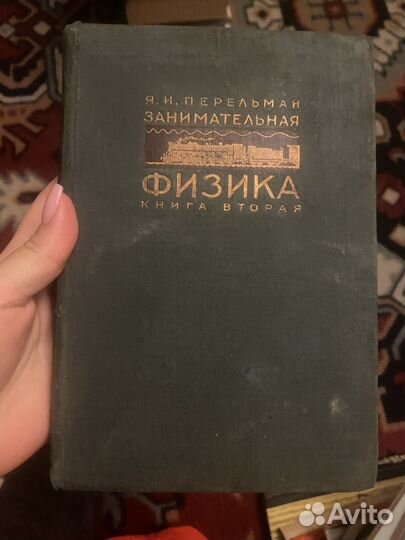 Я. И. ПЕРЕЛЬМАН
ЗАНИМАТЕЛЬНАЯ
ФИЗИКА
КНИГА ВТОРАЯ
Avito